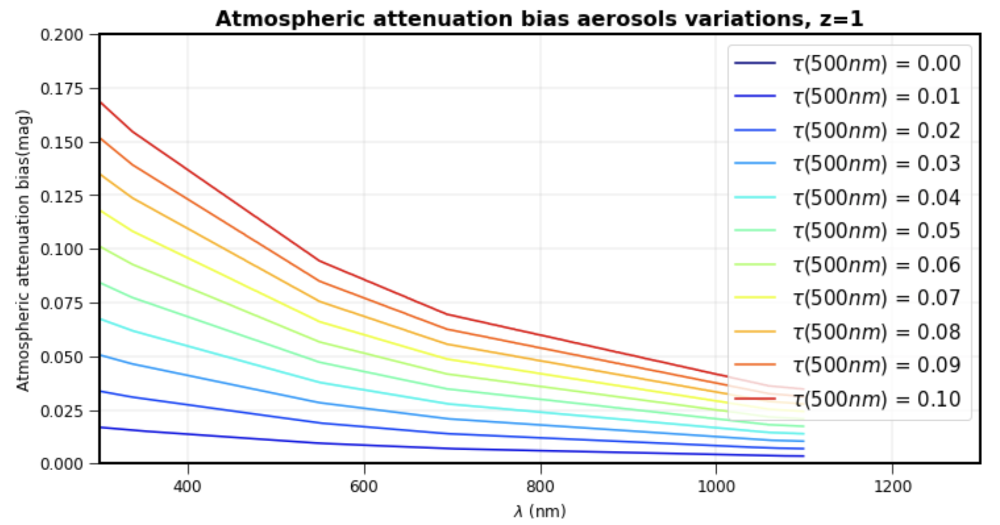 Atmospheric attenuation bias aerosols variations, z=1
Atmospheric attenuation bias(mag)
0.200
0.175
0.150
0.125
0.100
0.075
0.050
0.025
0.000
τ(500nm) = 0.00
τ(500nm) = 0.01
τ(500nm) = 0.02
τ(500nm) = 0.03
τ(500nm) = 0.04
τ(500nm) = 0.05
τ(500nm) = 0.06
τ(500nm) = 0.07
τ(500nm) = 0.08
τ(500nm) = 0.09
τ(500nm) = 0.10
400 600 800 1000 1200
λ (nm)